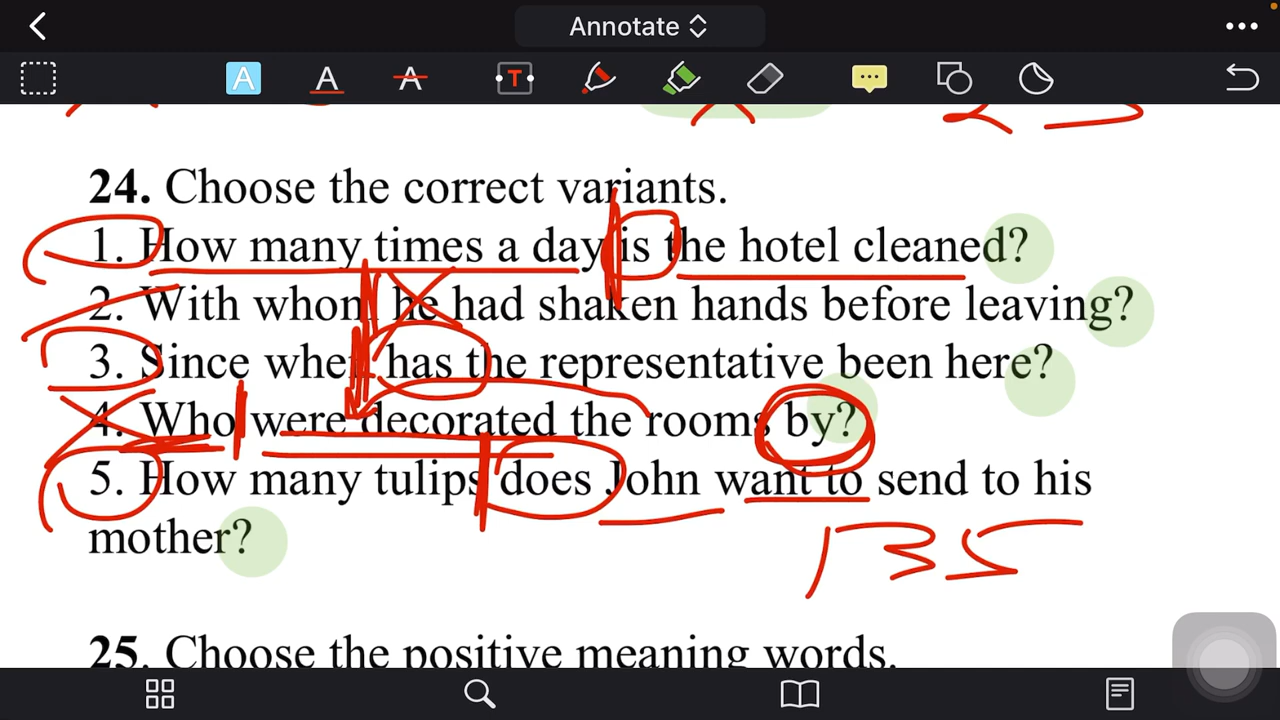 Annotate
A A A T
24. Choose the correct variants.
1. How many times a day is the hotel cleaned?
2. With whom he had shaken hands before leaving?
3. Since when has the representative been here?
4. Who were decorated the rooms by?
5. How many tulips does John want to send to his
mother?
135
25. Choose the positive meaning words.